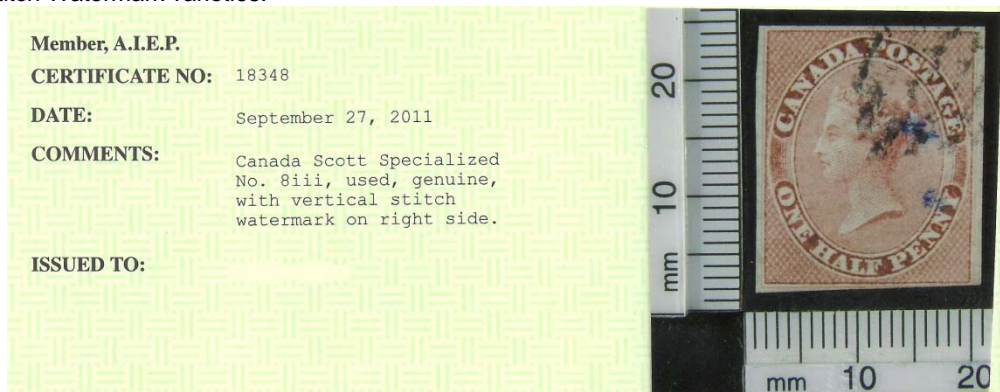 Member, A.I.E.P.
CERTIFICATE NO: 18348
DATE: September 27, 2011
COMMENTS: Canada Scott Specialized
No. 8iii, used, genuine,
with vertical stitch
watermark on right side.
ISSUED TO:
20
10
mm
CANADA POSTAGE
ONE HALF PENNY
mm 10 20